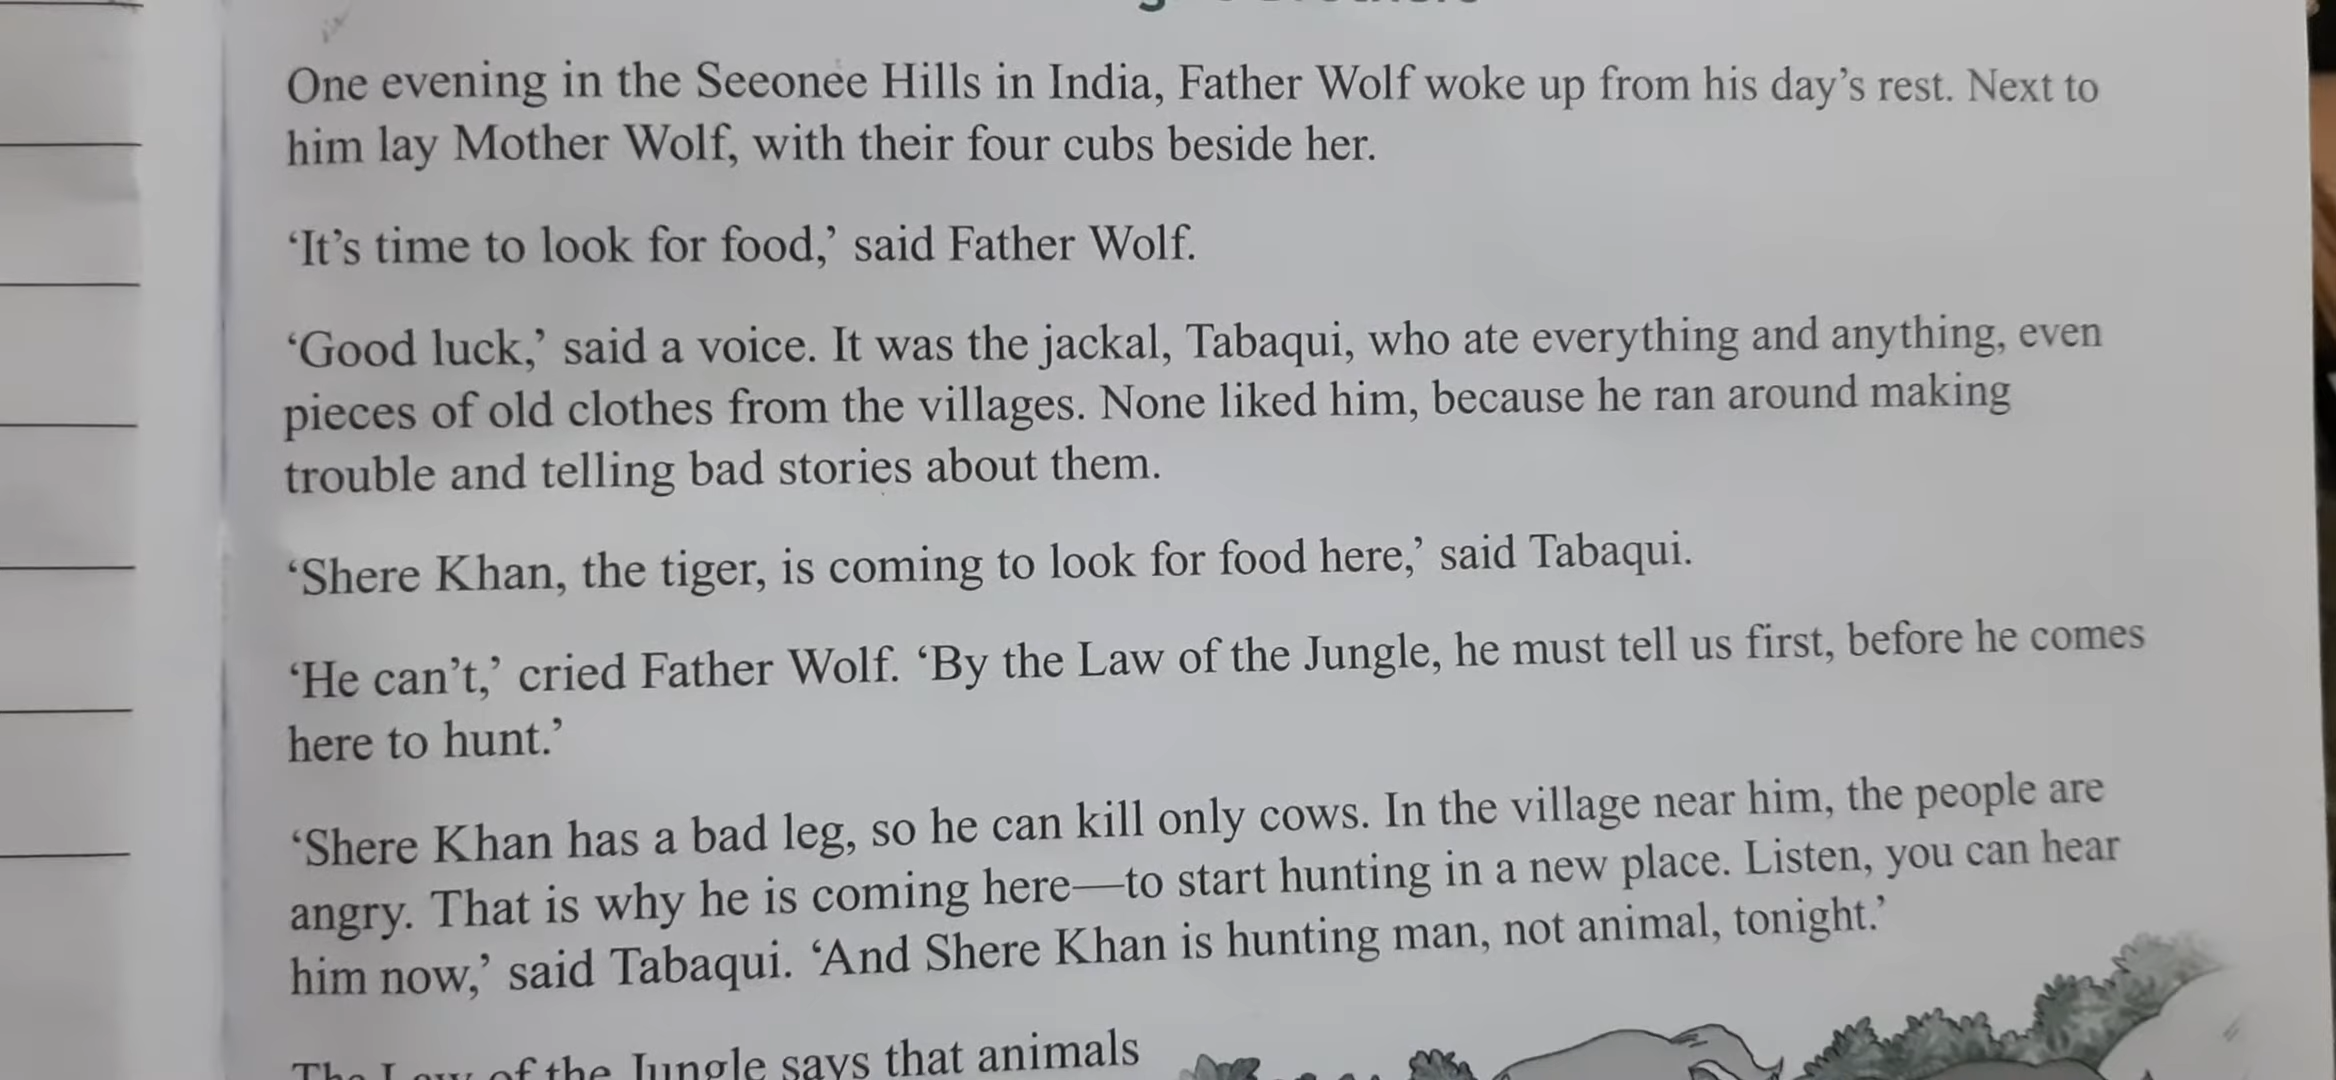 One evening in the Seeonee Hills in India, Father Wolf woke up from his day's rest. Next to
him lay Mother Wolf, with their four cubs beside her.
‘It’s time to look for food,’ said Father Wolf.
‘Good luck,’ said a voice. It was the jackal, Tabaqui, who ate everything and anything, even
pieces of old clothes from the villages. None liked him, because he ran around making
trouble and telling bad stories about them.
‘Shere Khan, the tiger, is coming to look for food here,’ said Tabaqui.
‘He can’t,’ cried Father Wolf. ‘By the Law of the Jungle, he must tell us first, before he comes
here to hunt.’
‘Shere Khan has a bad leg, so he can kill only cows. In the village near him, the people are
angry. That is why he is coming here—to start hunting in a new place. Listen, you can hear
him now,’ said Tabaqui. ‘And Shere Khan is hunting man, not animal, tonight.’
The Law of the Jungle says that animals